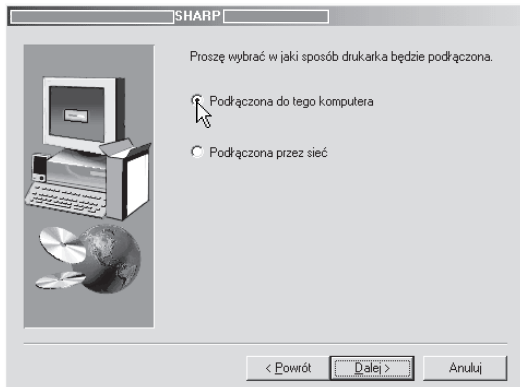 SHARP
Proszę wybrać w jaki sposób drukarka będzie podłączona.
Podłączona do tego komputera
Podłączona przez sieć
< Powrót
Dalej >
Anuluj